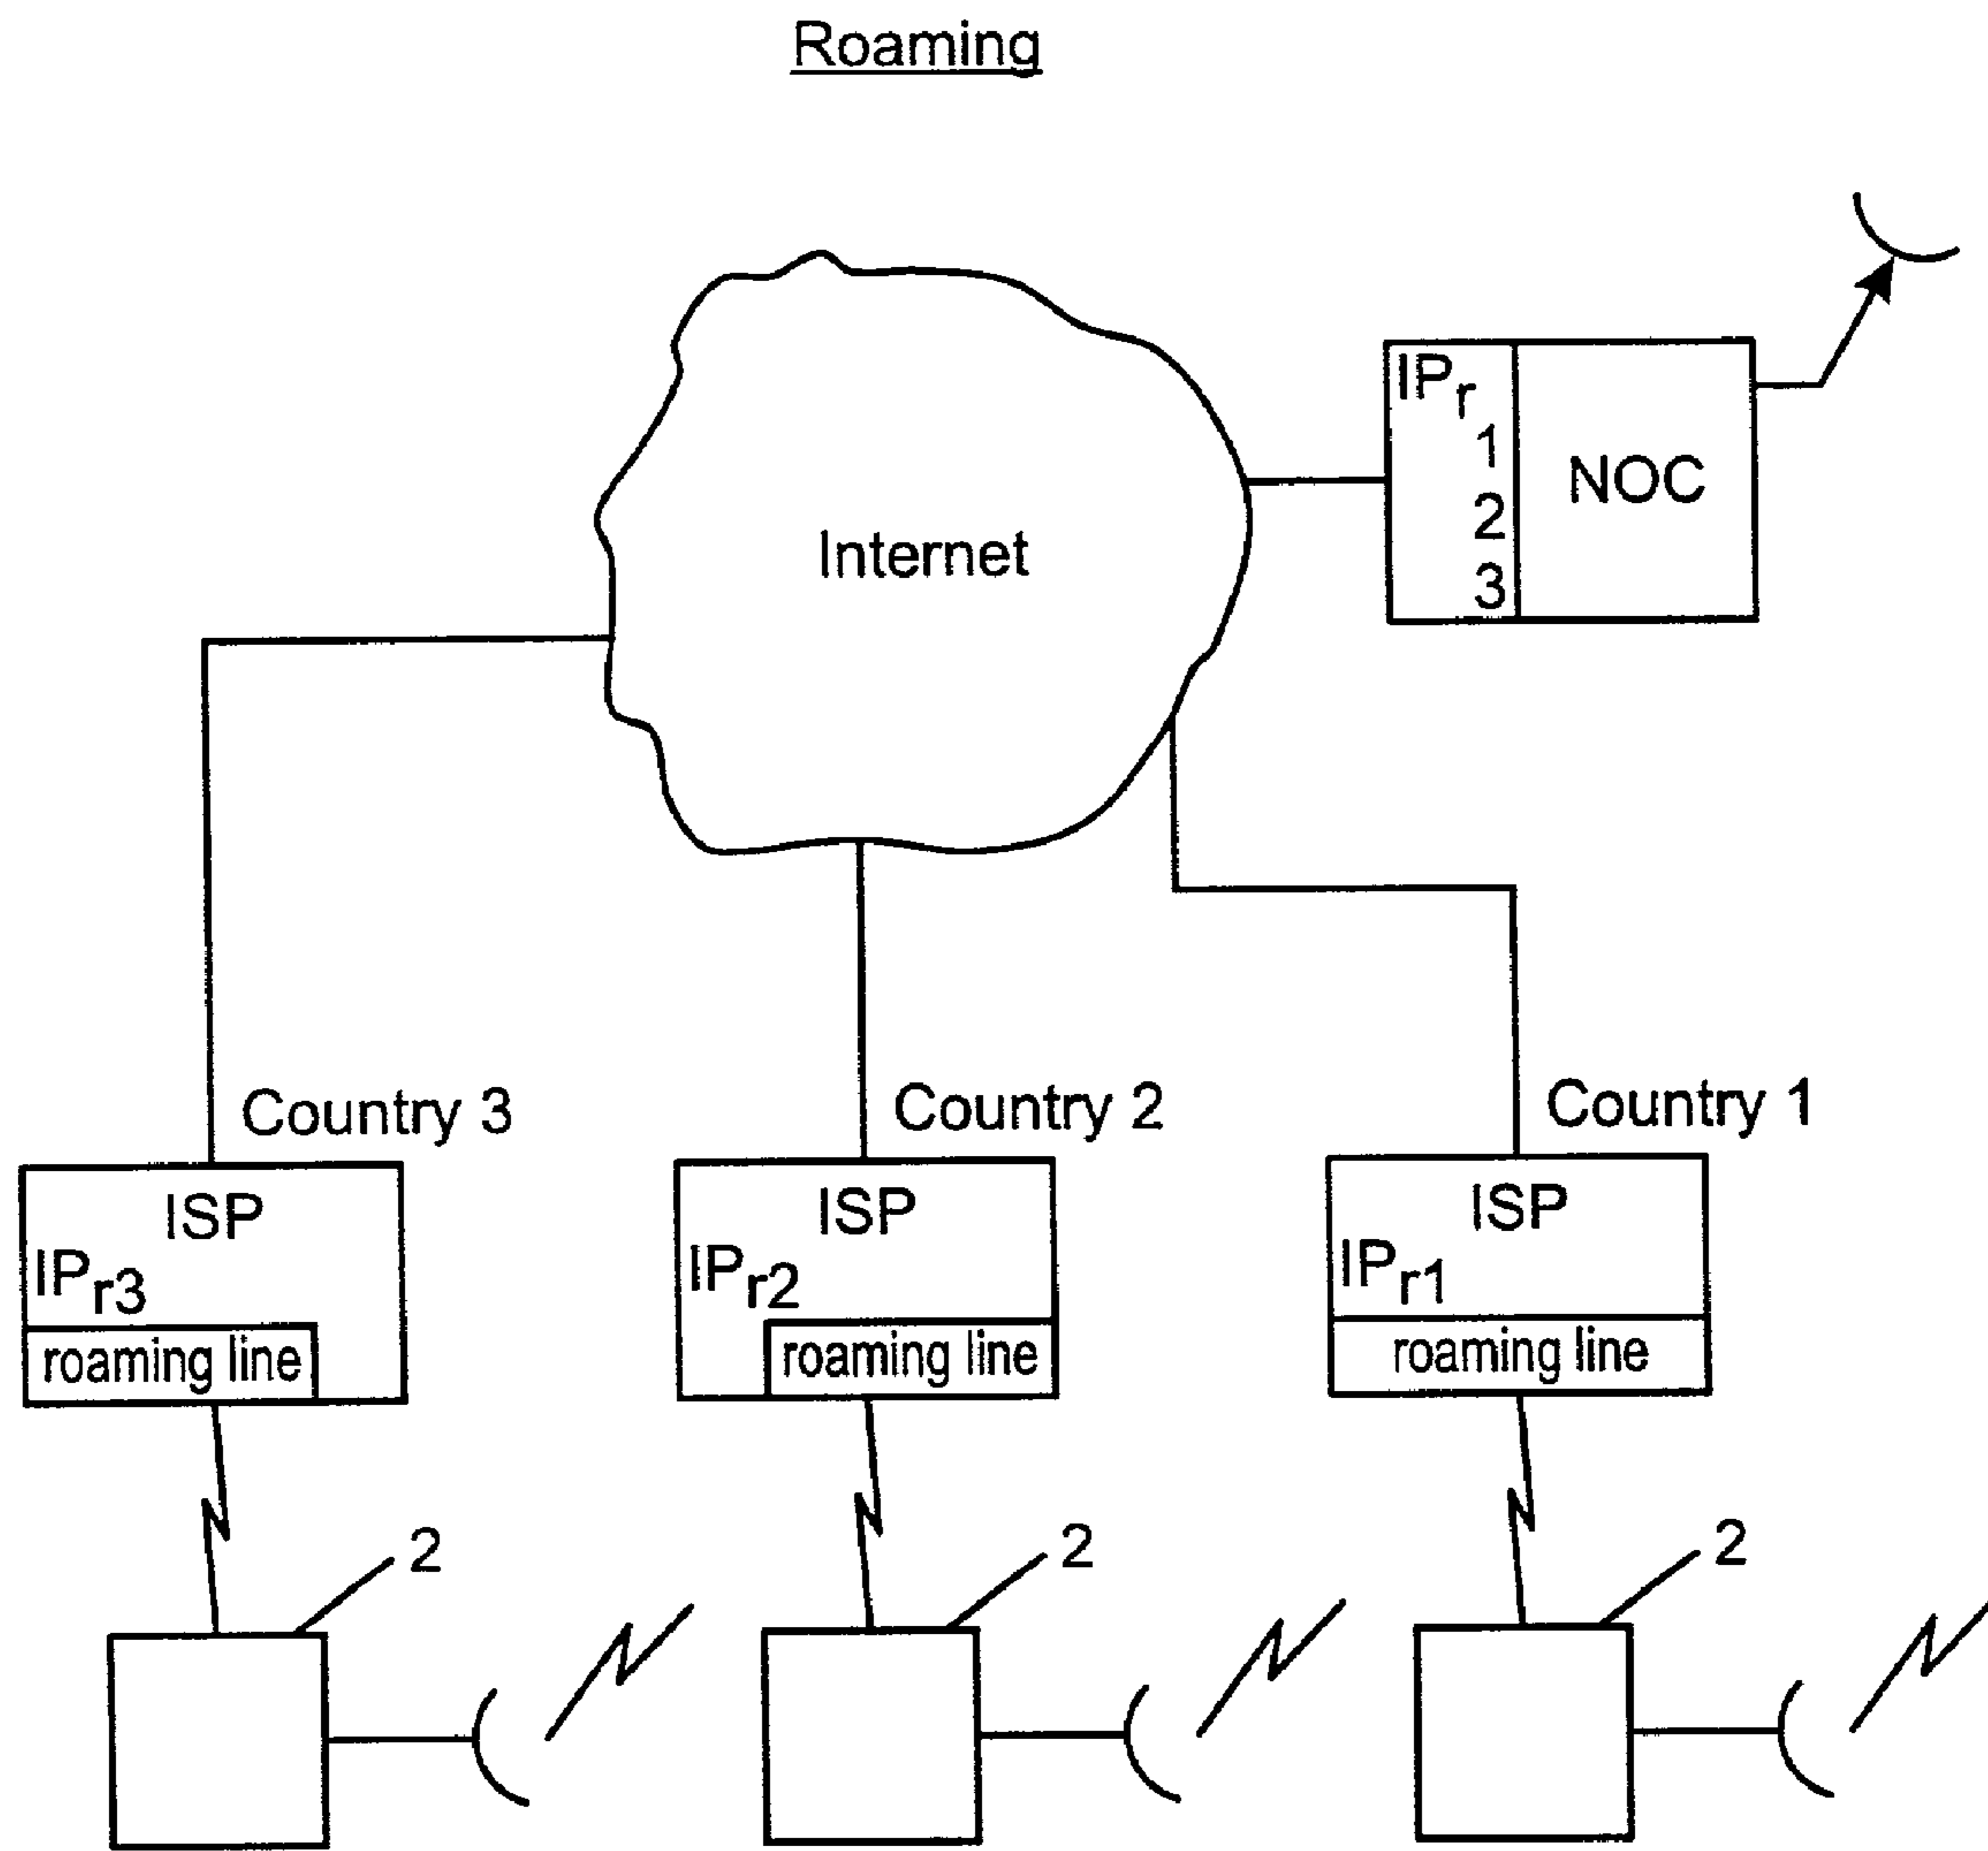 Roaming
IPr
1
2
3
NOC
Internet
Country 3
Country 2
Country 1
ISP
IPr3
roaming line
ISP
IPr2
roaming line
ISP
IPr1
roaming line
2
2
2